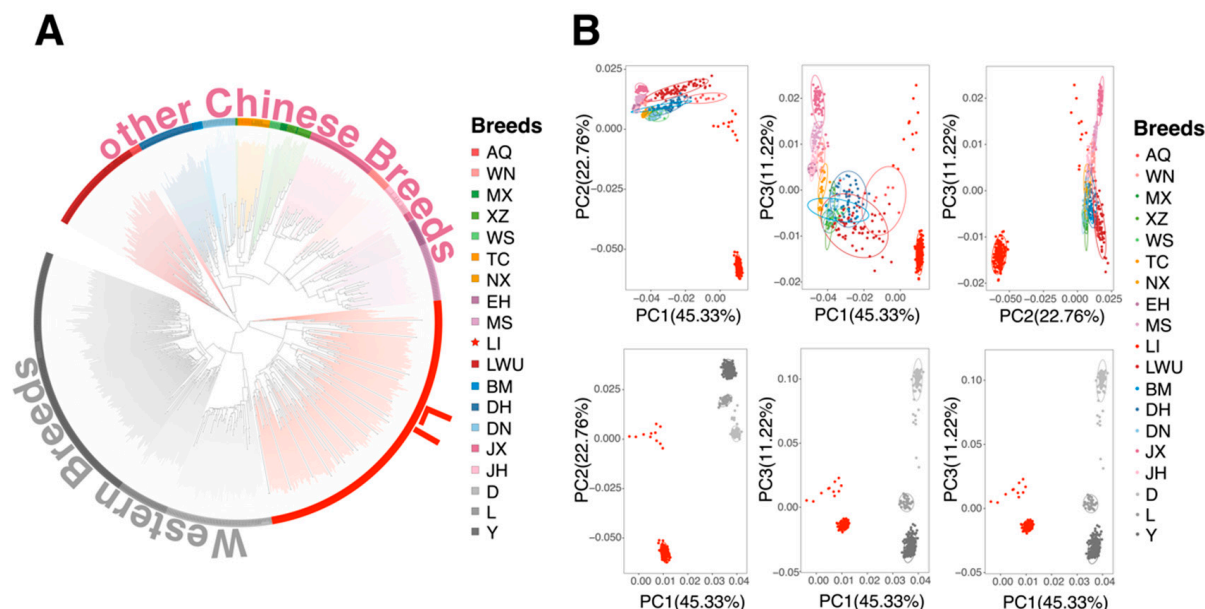 A
other Chinese Breeds
LI
Western Breeds
Breeds
AQ
WN
MX
XZ
WS
TC
NX
EH
MS
LI
LWU
BM
DH
DN
JX
JH
D
L
Y
B
PC2(22.76%)
0.025
0.000
−0.025
−0.050
−0.04 −0.02 0.00
PC1(45.33%)
PC3(11.22%)
0.02
0.01
0.00
−0.01
−0.02
−0.04 −0.02 0.00
PC1(45.33%)
PC3(11.22%)
0.02
0.01
0.00
−0.01
−0.02
−0.050 0.000 0.025
PC2(22.76%)
PC2(22.76%)
0.025
0.000
−0.025
−0.050
0.00 0.01 0.02 0.03 0.04
PC1(45.33%)
PC3(11.22%)
0.10
0.05
0.00
−0.05
0.00 0.01 0.02 0.03 0.04
PC1(45.33%)
PC3(11.22%)
0.10
0.05
0.00
−0.05
0.00 0.01 0.02 0.03 0.04
PC1(45.33%)
Breeds
AQ
WN
MX
XZ
WS
TC
NX
EH
MS
LI
LWU
BM
DH
DN
JX
JH
D
L
Y